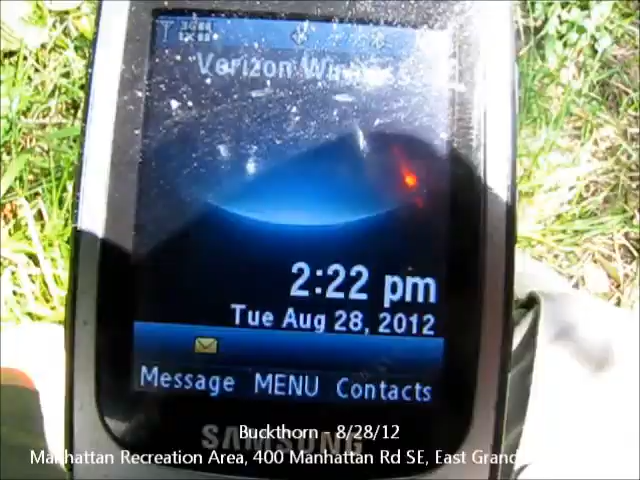 Verizon Wireless
2:22 pm
Tue Aug 28, 2012
Message MENU Contacts
SAMSUNG
Buckthorn - 8/28/12
Manhattan Recreation Area, 400 Manhattan Rd SE, East Grand